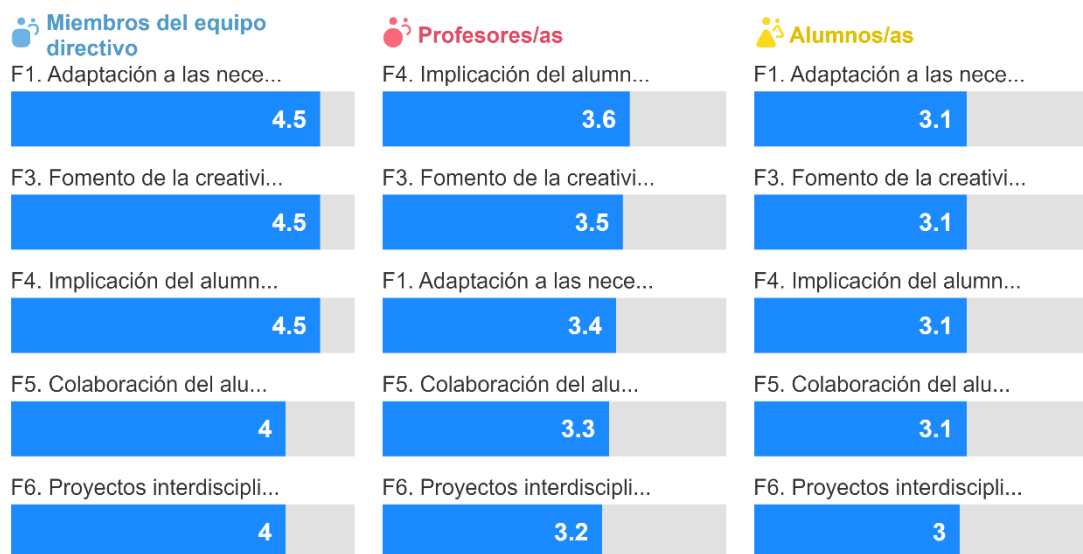 Miembros del equipo
directivo
F1. Adaptación a las nece...
4.5
F3. Fomento de la creativi...
4.5
F4. Implicación del alumn...
4.5
F5. Colaboración del alu...
4
F6. Proyectos interdiscipli...
4
Profesores/as
F4. Implicación del alumn...
3.6
F3. Fomento de la creativi...
3.5
F1. Adaptación a las nece...
3.4
F5. Colaboración del alu...
3.3
F6. Proyectos interdiscipli...
3.2
Alumnos/as
F1. Adaptación a las nece...
3.1
F3. Fomento de la creativi...
3.1
F4. Implicación del alumn...
3.1
F5. Colaboración del alu...
3.1
F6. Proyectos interdiscipli...
3